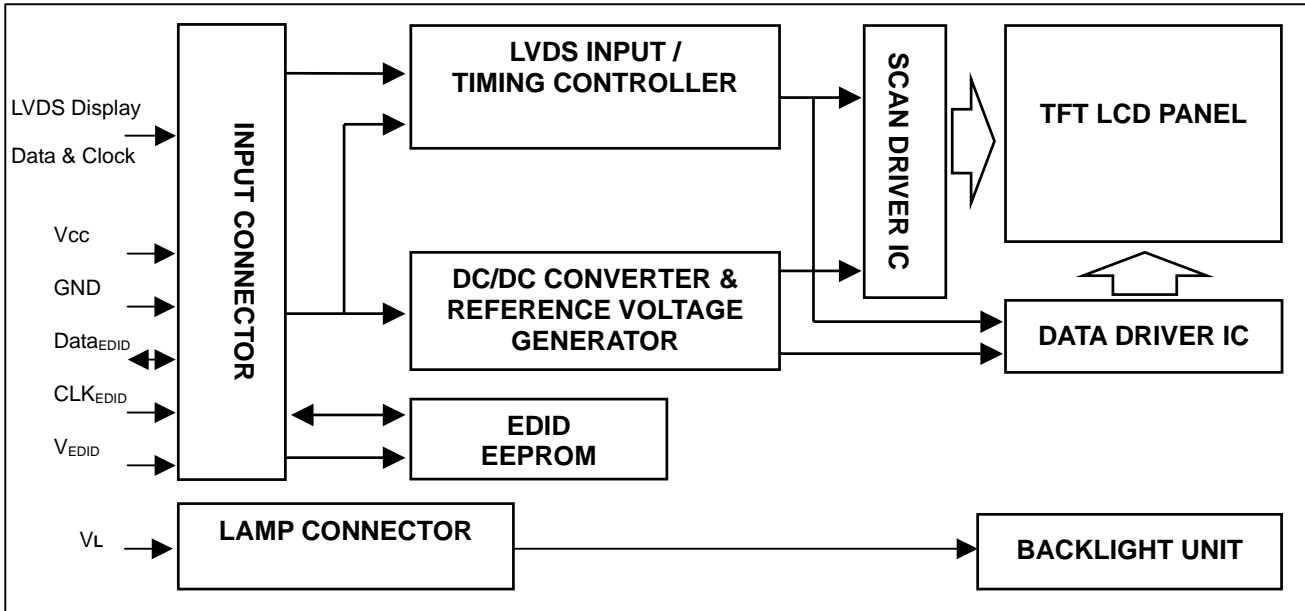 LVDS Display
Data & Clock
Vcc
GND
DataEDID
CLKEDID
VEDID
VL
INPUT CONNECTOR
LVDS INPUT /
TIMING CONTROLLER
DC/DC CONVERTER &
REFERENCE VOLTAGE
GENERATOR
EDID
EEPROM
SCAN DRIVER IC
TFT LCD PANEL
DATA DRIVER IC
LAMP CONNECTOR
BACKLIGHT UNIT